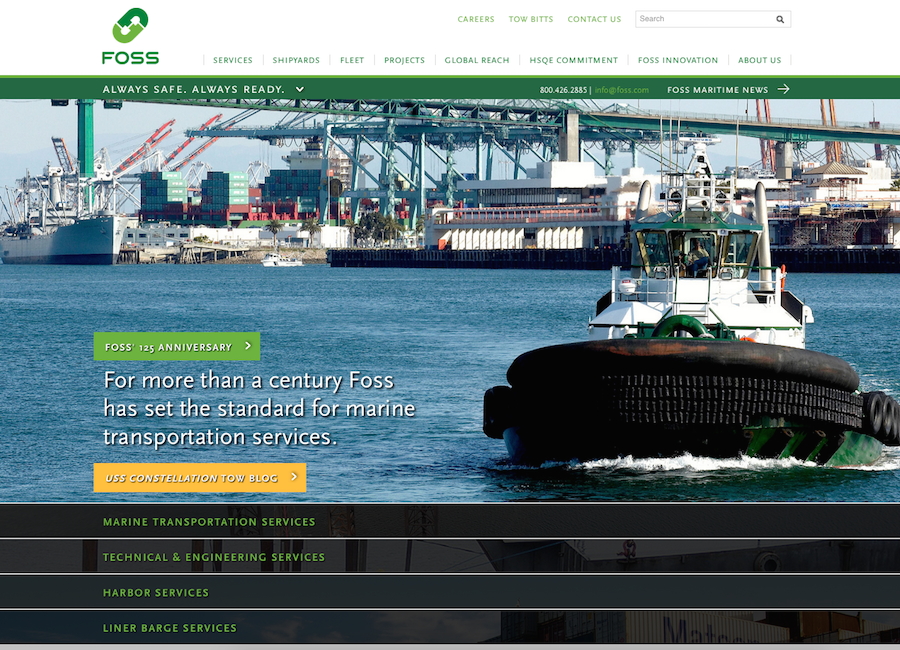 CAREERS TOW BITTS CONTACT US Search
FOSS
SERVICES SHIPYARDS FLEET PROJECTS GLOBAL REACH HSQE COMMITMENT FOSS INNOVATION ABOUT US
ALWAYS SAFE. ALWAYS READY. 800.426.2885 | info@foss.com FOSS MARITIME NEWS
FOSS' 125 ANNIVERSARY
For more than a century Foss
has set the standard for marine
transportation services.
USS CONSTELLATION TOW BLOG
MARINE TRANSPORTATION SERVICES
TECHNICAL & ENGINEERING SERVICES
HARBOR SERVICES
LINER BARGE SERVICES
Matson